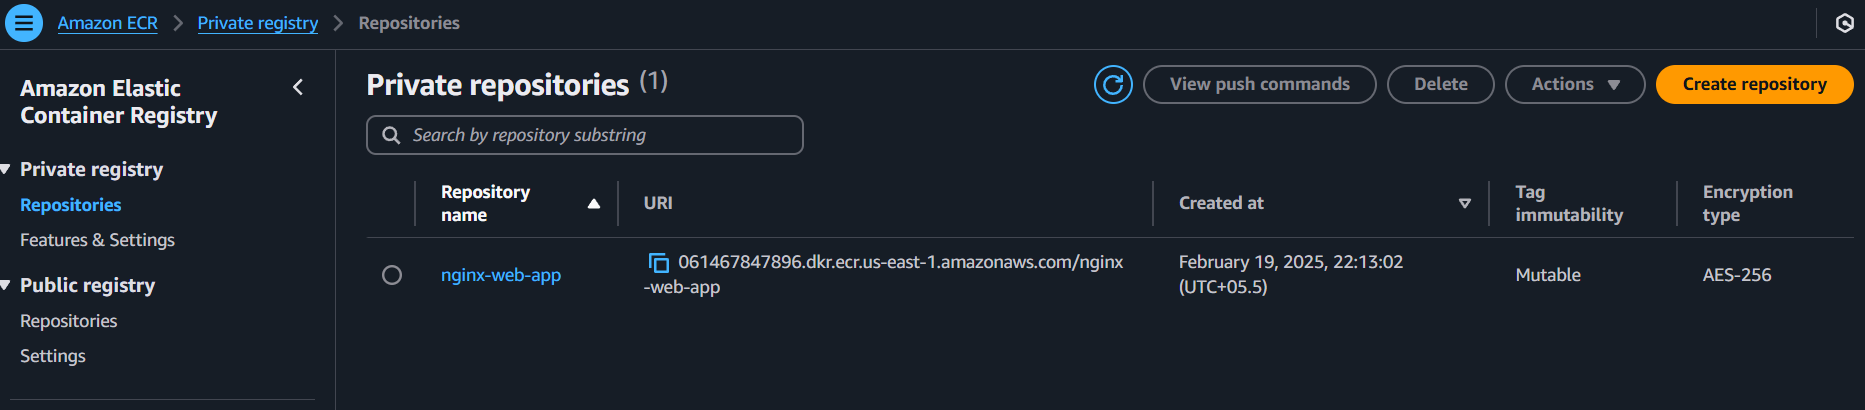 Amazon ECR > Private registry > Repositories
Amazon Elastic
Container Registry
Private registry
Repositories
Features & Settings
Public registry
Repositories
Settings
Private repositories (1)
View push commands
Delete
Actions
Create repository
Search by repository substring
Repository
name
URI
Created at
Tag
immutability
Encryption
type
nginx-web-app
061467847896.dkr.ecr.us-east-1.amazonaws.com/nginx
-web-app
February 19, 2025, 22:13:02
(UTC+05.5)
Mutable
AES-256